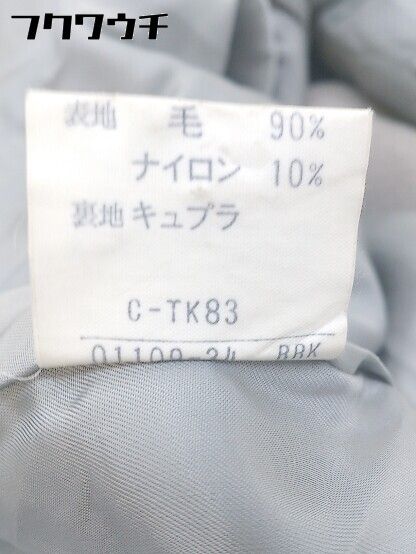 フクワウチ
表地 毛 90%
ナイロン 10%
裏地 キュプラ
C-TK83